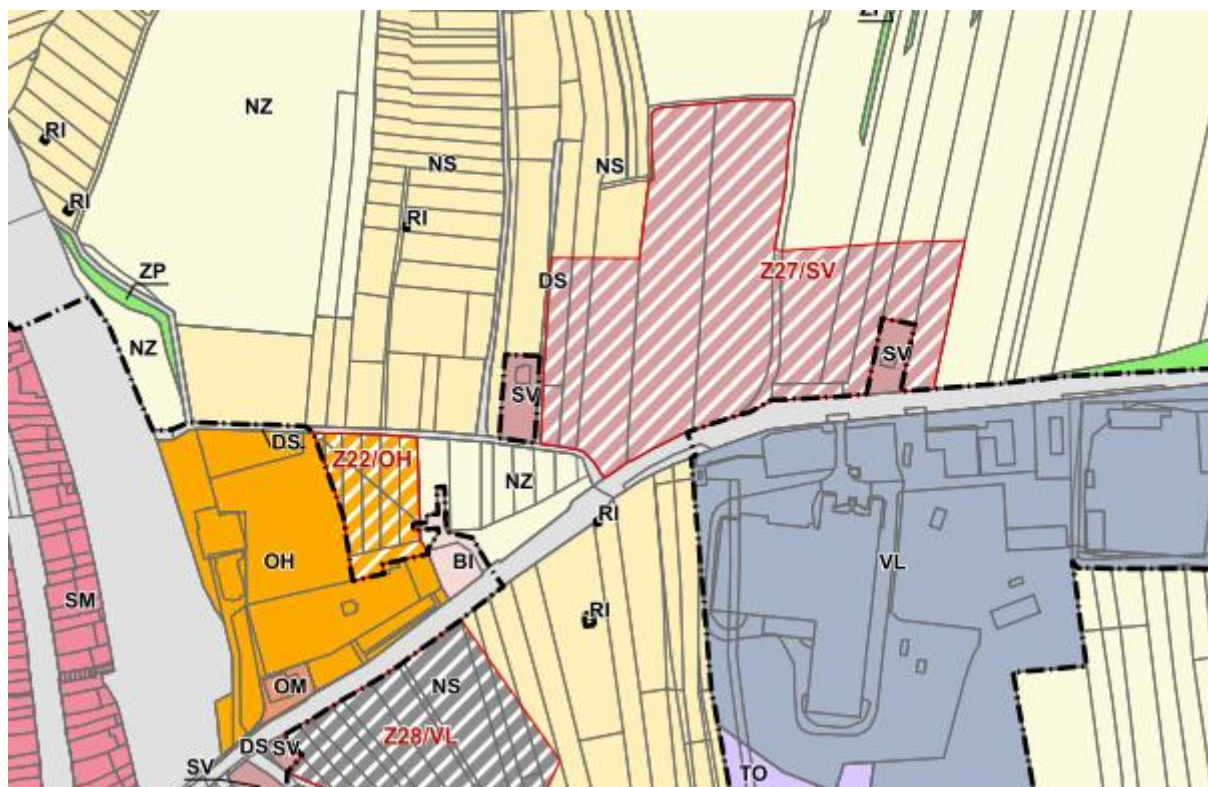 NZ
RI
NS
NS
RI
RI
ZP
DS
Z27/SV
NZ
SV
SV
DS
Z22/OH
NZ
RI
OH
BI
VL
SM
RI
OM
NS
Z28/VL
DS
SV
SV
TO